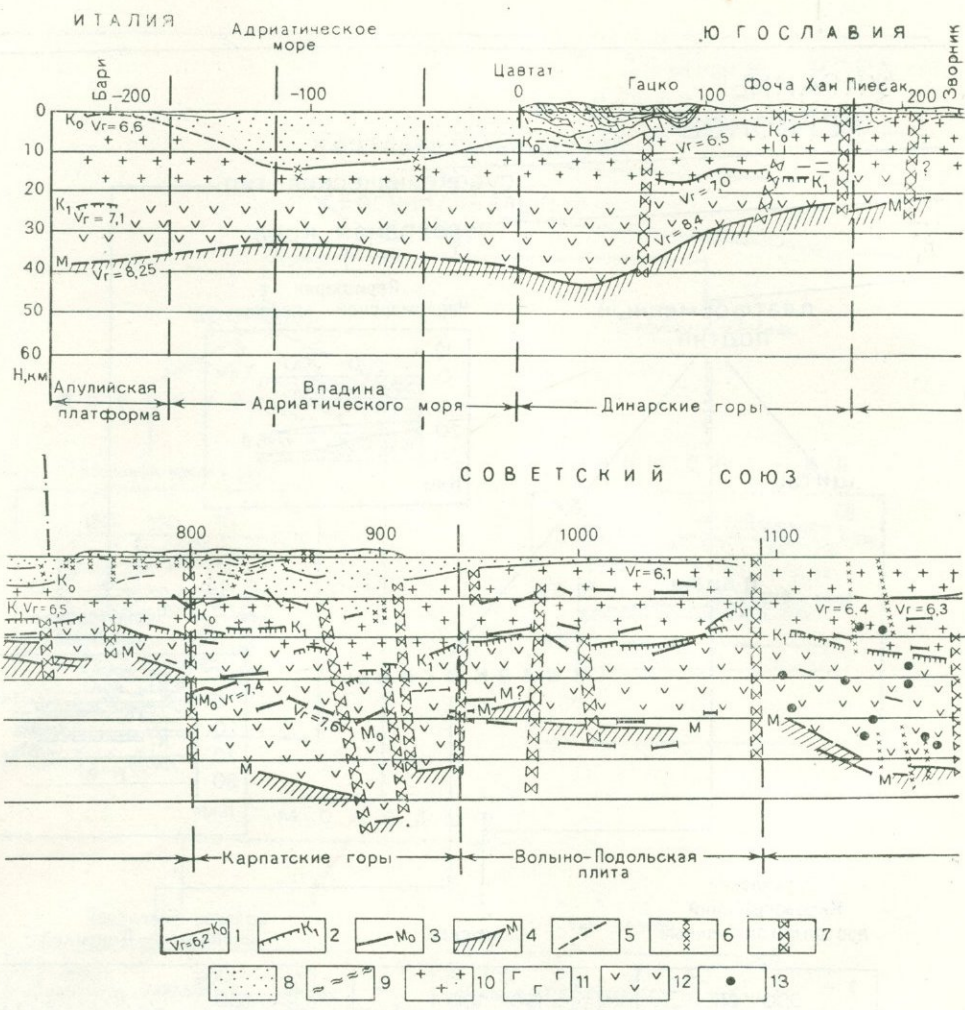 ИТАЛИЯ
Адриатическое
море
ЮГОСЛАВИЯ
Бари
-200
-100
Цавтат
0
Гацко
100
Фоча
Хан Пиесак
200
Зворник
0
10
20
30
40
50
60
Н,км
K₀
Vr=6,6
K₁
Vr=7,1
M
Vr=8,25
K₀
Vr=6,5
K₀
Vr=7,0
K₁
Vr=8,4
M
?
Апулийская
платформа
Впадина
Адриатического моря
Динарские горы
СОВЕТСКИЙ СОЮЗ
800
900
1000
1100
K₀
K₁
Vr=6,5
M
K₀
K₁
M₀
Vr=7,4
M₀
K₁
M
M
Vr=6,1
K₁
M?
M
M
Vr=6,4
Vr=6,3
K₁
M
M
Карпатские горы
Волыно-Подольская
плита
K₀
Vr=6,2
1
K₁
2
M₀
3
M
4
5
6
7
8
9
10
11
12
13